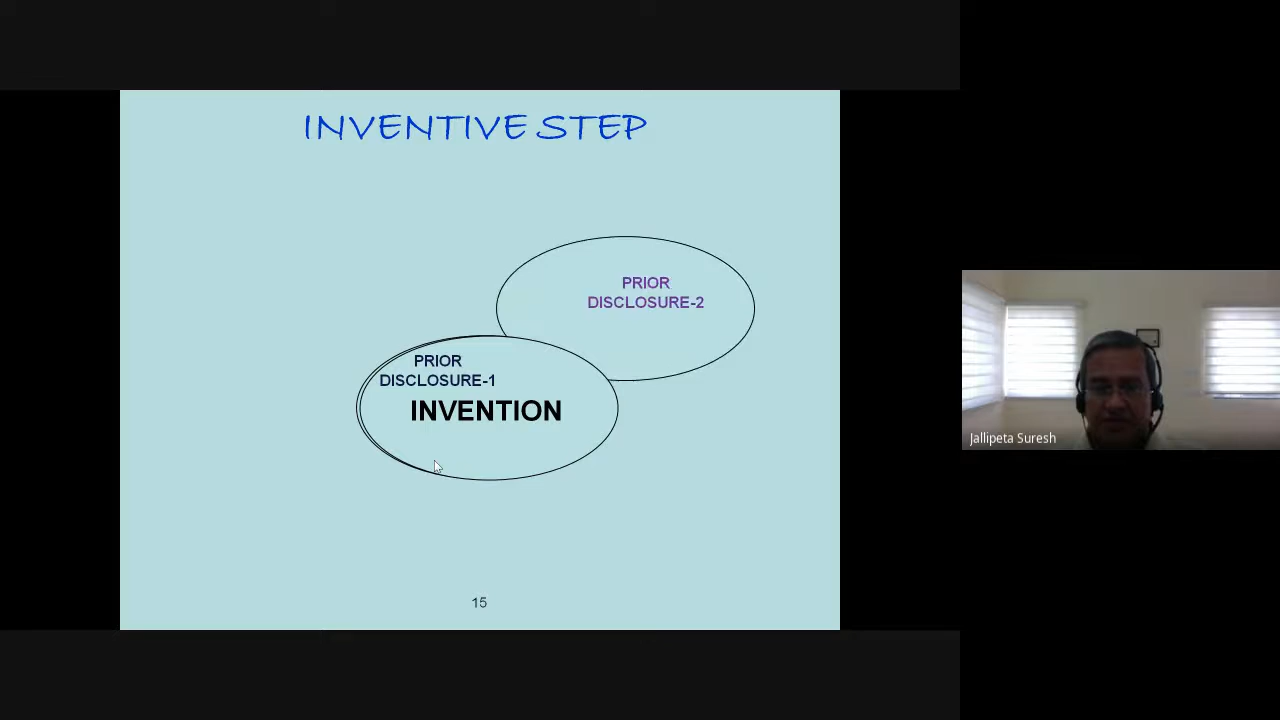 INVENTIVE STEP
PRIOR
DISCLOSURE-2
PRIOR
DISCLOSURE-1
INVENTION
15
Jallipeta Suresh